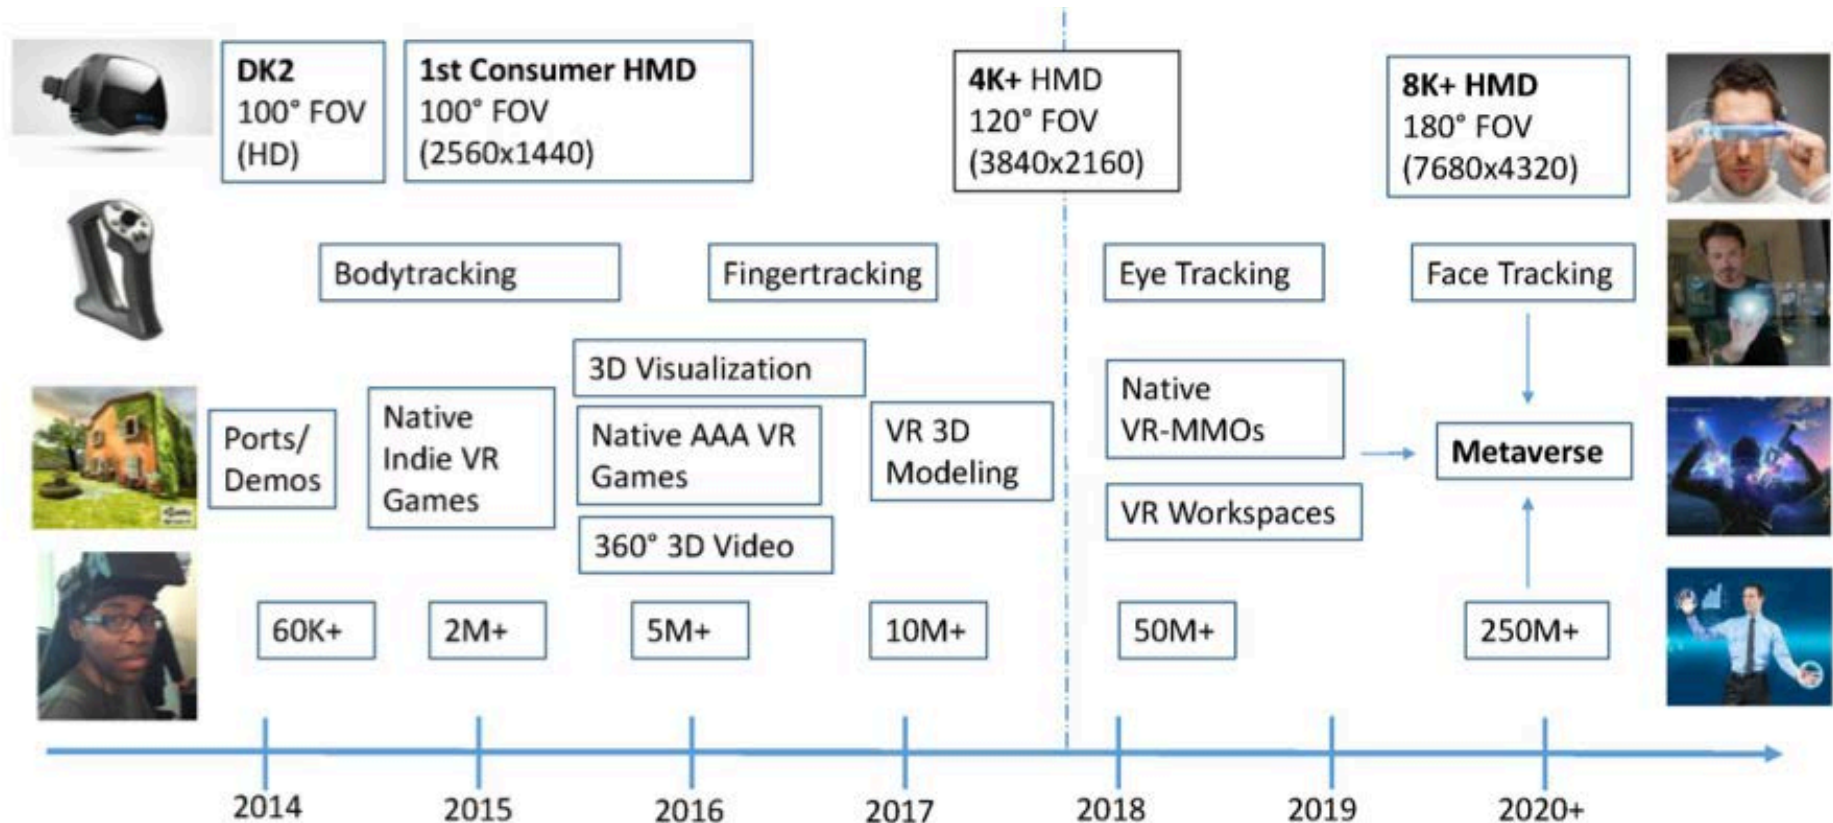 DK2
100° FOV
(HD)
1st Consumer HMD
100° FOV
(2560x1440)
4K+ HMD
120° FOV
(3840x2160)
8K+ HMD
180° FOV
(7680x4320)
Bodytracking
Fingertracking
Eye Tracking
Face Tracking
Ports/
Demos
Native
Indie VR
Games
3D Visualization
Native AAA VR
Games
360° 3D Video
VR 3D
Modeling
Native
VR-MMOs
VR Workspaces
Metaverse
60K+
2M+
5M+
10M+
50M+
250M+
2014
2015
2016
2017
2018
2019
2020+